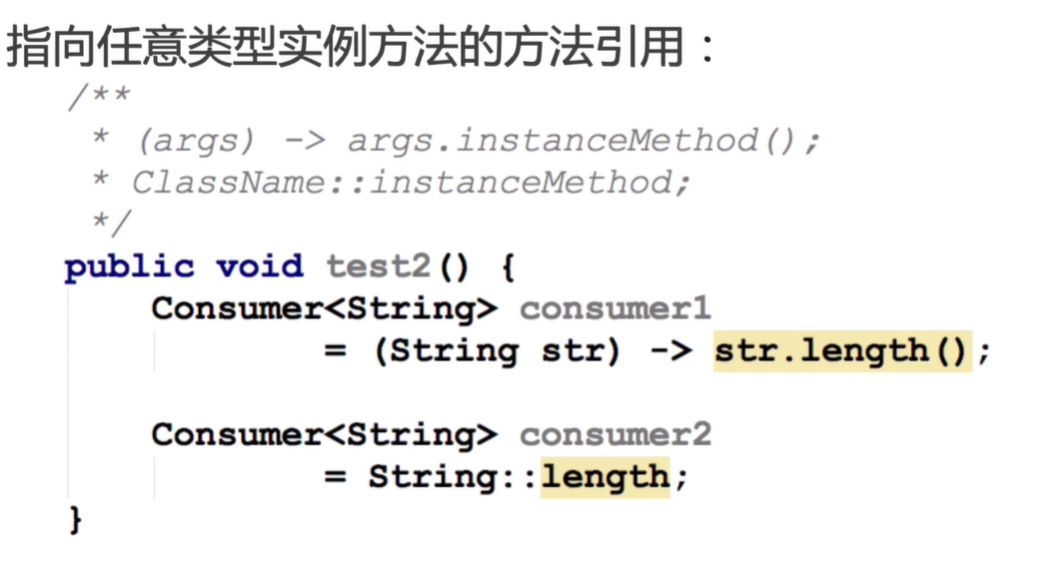 指向任意类型实例方法的方法引用：
/**
* (args) -> args.instanceMethod();
* ClassName::instanceMethod;
*/
public void test2() {
Consumer<String> consumer1
= (String str) -> str.length();
Consumer<String> consumer2
= String::length;
}